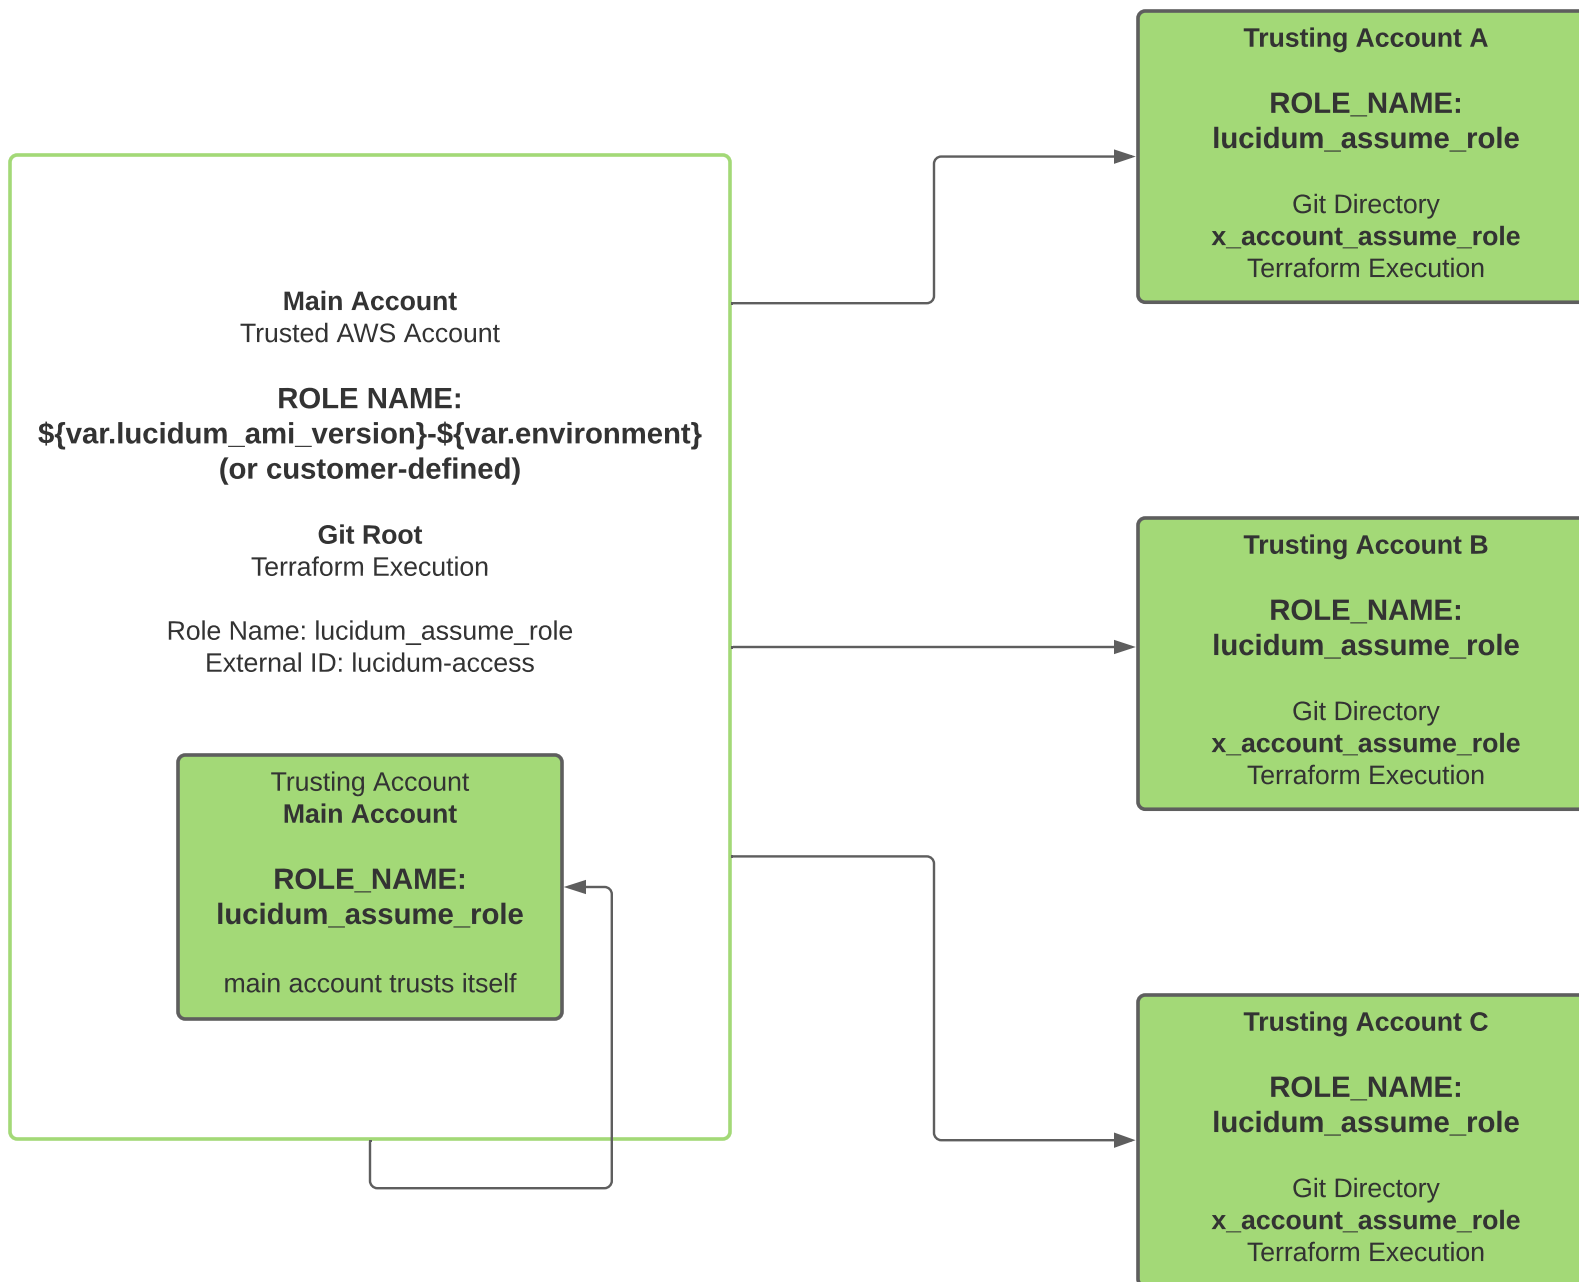 Main Account
Trusted AWS Account
ROLE NAME:
${var.lucidum_ami_version}-${var.environment}
(or customer-defined)
Git Root
Terraform Execution
Role Name: lucidum_assume_role
External ID: lucidum-access
Trusting Account
Main Account
ROLE_NAME:
lucidum_assume_role
main account trusts itself
Trusting Account A
ROLE_NAME:
lucidum_assume_role
Git Directory
x_account_assume_role
Terraform Execution
Trusting Account B
ROLE_NAME:
lucidum_assume_role
Git Directory
x_account_assume_role
Terraform Execution
Trusting Account C
ROLE_NAME:
lucidum_assume_role
Git Directory
x_account_assume_role
Terraform Execution